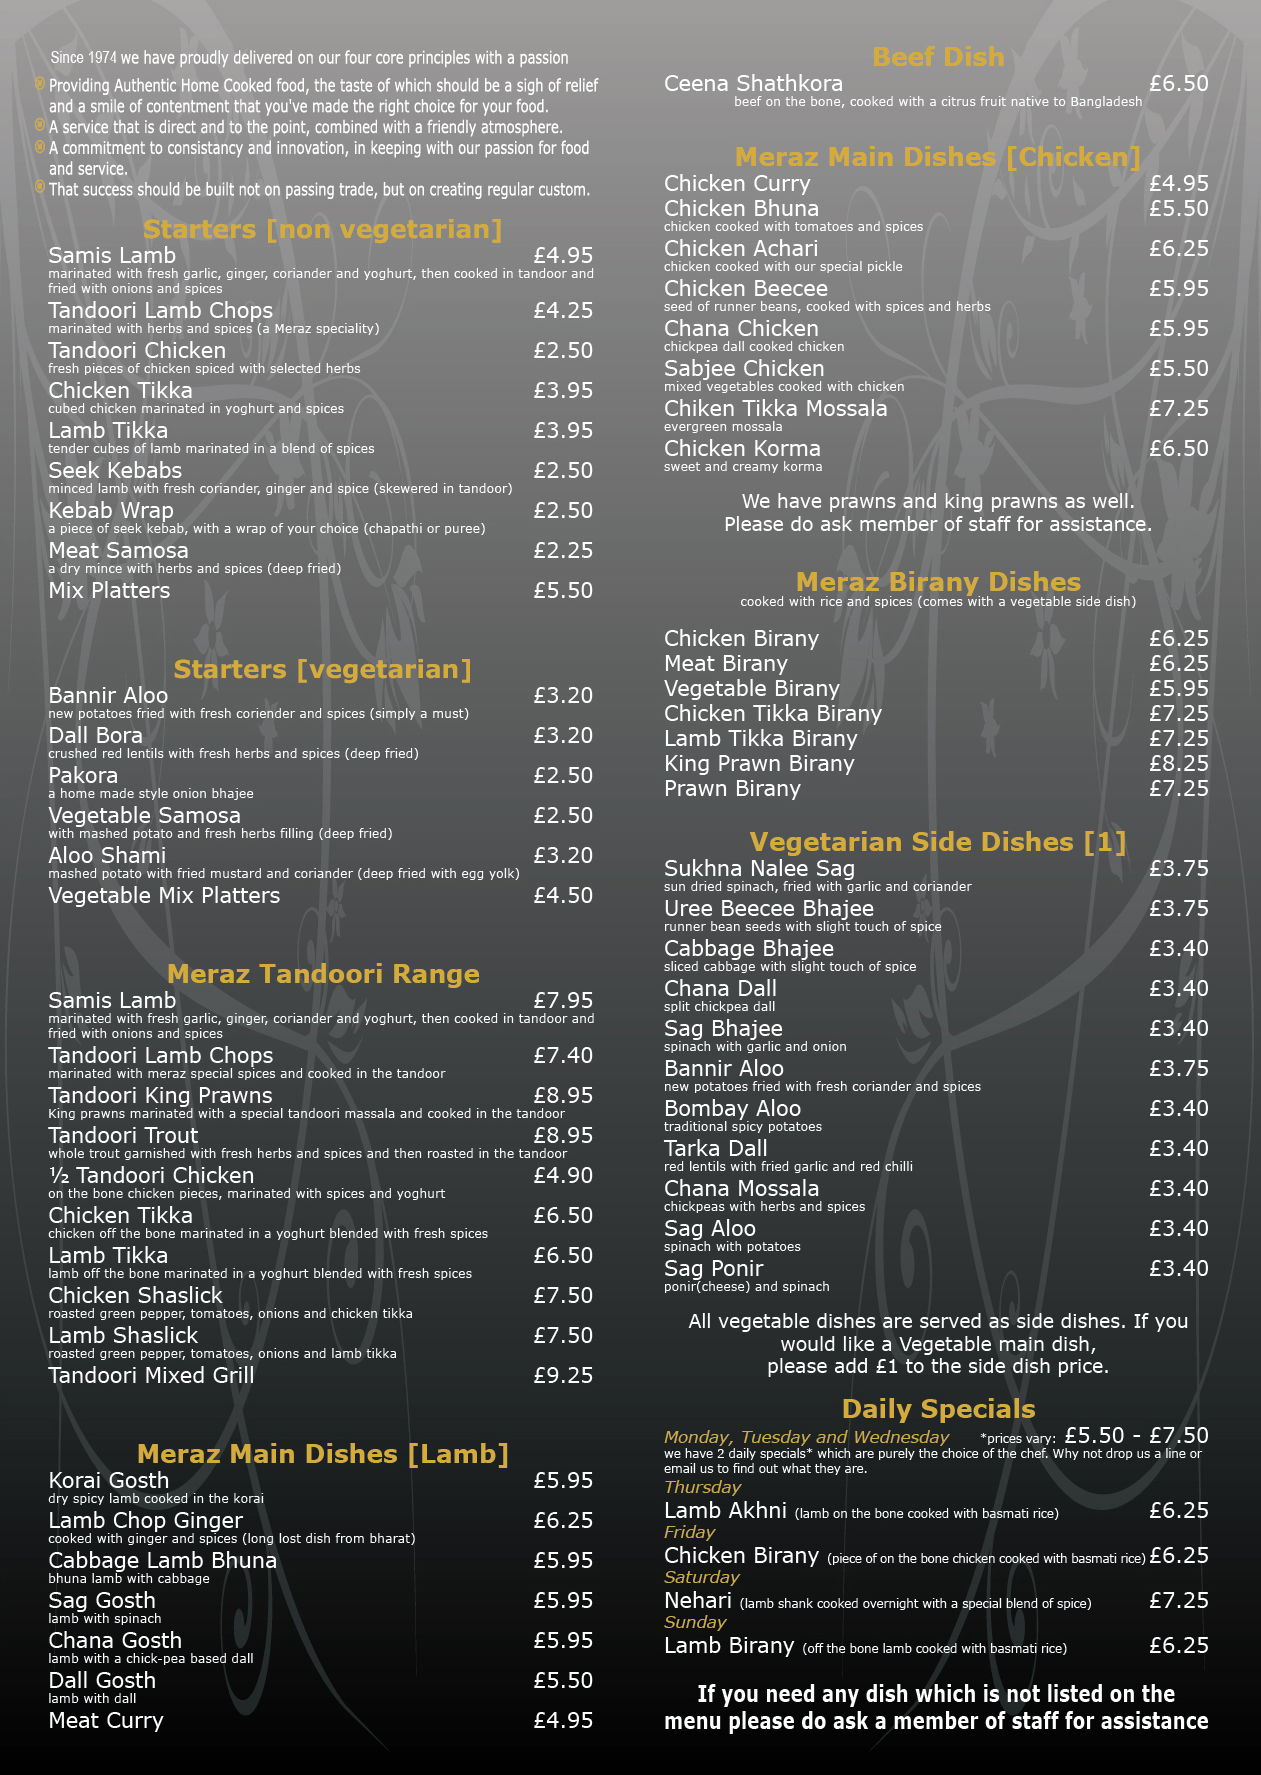 Since 1974 we have proudly delivered on our four core principles with a passion
Providing Authentic Home Cooked food, the taste of which should be a sigh of relief
and a smile of contentment that you've made the right choice for your food.
A service that is direct and to the point, combined with a friendly atmosphere.
A commitment to consistancy and innovation, in keeping with our passion for food
and service.
That success should be built not on passing trade, but on creating regular custom.
Starters [non vegetarian]
Samis Lamb £4.95
marinated with fresh garlic, ginger, coriander and yoghurt, then cooked in tandoor and
fried with onions and spices
Tandoori Lamb Chops £4.25
marinated with herbs and spices (a Meraz speciality)
Tandoori Chicken £2.50
fresh pieces of chicken spiced with selected herbs
Chicken Tikka £3.95
cubed chicken marinated in yoghurt and spices
Lamb Tikka £3.95
tender cubes of lamb marinated in a blend of spices
Seek Kebabs £2.50
minced lamb with fresh coriander, ginger and spice (skewered in tandoor)
Kebab Wrap £2.50
a piece of seek kebab, with a wrap of your choice (chapathi or puree)
Meat Samosa £2.25
a dry mince with herbs and spices (deep fried)
Mix Platters £5.50
Starters [vegetarian]
Bannir Aloo £3.20
new potatoes fried with fresh coriender and spices (simply a must)
Dall Bora £3.20
crushed red lentils with fresh herbs and spices (deep fried)
Pakora £2.50
a home made style onion bhajee
Vegetable Samosa £2.50
with mashed potato and fresh herbs filling (deep fried)
Aloo Shami £3.20
mashed potato with fried mustard and coriander (deep fried with egg yolk)
Vegetable Mix Platters £4.50
Meraz Tandoori Range
Samis Lamb £7.95
marinated with fresh garlic, ginger, coriander and yoghurt, then cooked in tandoor and
fried with onions and spices
Tandoori Lamb Chops £7.40
marinated with meraz special spices and cooked in the tandoor
Tandoori King Prawns £8.95
King prawns marinated with a special tandoori massala and cooked in the tandoor
Tandoori Trout £8.95
whole trout garnished with fresh herbs and spices and then roasted in the tandoor
½ Tandoori Chicken £4.90
on the bone chicken pieces, marinated with spices and yoghurt
Chicken Tikka £6.50
chicken off the bone marinated in a yoghurt blended with fresh spices
Lamb Tikka £6.50
lamb off the bone marinated in a yoghurt blended with fresh spices
Chicken Shaslick £7.50
roasted green pepper, tomatoes, onions and chicken tikka
Lamb Shaslick £7.50
roasted green pepper, tomatoes, onions and lamb tikka
Tandoori Mixed Grill £9.25
Meraz Main Dishes [Lamb]
Korai Gosth £5.95
dry spicy lamb cooked in the korai
Lamb Chop Ginger £6.25
cooked with ginger and spices (long lost dish from bharat)
Cabbage Lamb Bhuna £5.95
bhuna lamb with cabbage
Sag Gosth £5.95
lamb with spinach
Chana Gosth £5.95
lamb with a chick-pea based dall
Dall Gosth £5.50
lamb with dall
Meat Curry £4.95
Beef Dish
Ceena Shathkora £6.50
beef on the bone, cooked with a citrus fruit native to Bangladesh
Meraz Main Dishes [Chicken]
Chicken Curry £4.95
Chicken Bhuna £5.50
chicken cooked with tomatoes and spices
Chicken Achari £6.25
chicken cooked with our special pickle
Chicken Beecee £5.95
seed of runner beans, cooked with spices and herbs
Chana Chicken £5.95
chickpea dall cooked chicken
Sabjee Chicken £5.50
mixed vegetables cooked with chicken
Chiken Tikka Mossala £7.25
evergreen mossala
Chicken Korma £6.50
sweet and creamy korma
We have prawns and king prawns as well.
Please do ask member of staff for assistance.
Meraz Birany Dishes
cooked with rice and spices (comes with a vegetable side dish)
Chicken Birany £6.25
Meat Birany £6.25
Vegetable Birany £5.95
Chicken Tikka Birany £7.25
Lamb Tikka Birany £7.25
King Prawn Birany £8.25
Prawn Birany £7.25
Vegetarian Side Dishes [1]
Sukhna Nalee Sag £3.75
sun dried spinach, fried with garlic and coriander
Uree Beecee Bhajee £3.75
runner bean seeds with slight touch of spice
Cabbage Bhajee £3.40
sliced cabbage with slight touch of spice
Chana Dall £3.40
split chickpea dall
Sag Bhajee £3.40
spinach with garlic and onion
Bannir Aloo £3.75
new potatoes fried with fresh coriander and spices
Bombay Aloo £3.40
traditional spicy potatoes
Tarka Dall £3.40
red lentils with fried garlic and red chilli
Chana Mossala £3.40
chickpeas with herbs and spices
Sag Aloo £3.40
spinach with potatoes
Sag Ponir £3.40
ponir(cheese) and spinach
All vegetable dishes are served as side dishes. If you
would like a Vegetable main dish,
please add £1 to the side dish price.
Daily Specials
Monday, Tuesday and Wednesday *prices vary: £5.50 - £7.50
we have 2 daily specials* which are purely the choice of the chef. Why not drop us a line or
email us to find out what they are.
Thursday
Lamb Akhni (lamb on the bone cooked with basmati rice) £6.25
Friday
Chicken Birany (piece of on the bone chicken cooked with basmati rice) £6.25
Saturday
Nehari (lamb shank cooked overnight with a special blend of spice) £7.25
Sunday
Lamb Birany (off the bone lamb cooked with basmati rice) £6.25
If you need any dish which is not listed on the
menu please do ask a member of staff for assistance